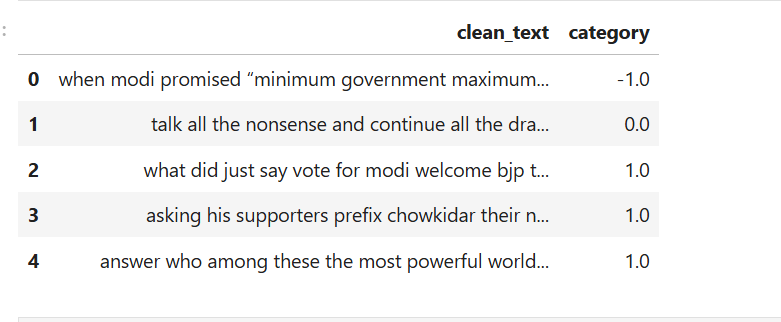 :
clean_text category
0 when modi promised “minimum government maximum... -1.0
1 talk all the nonsense and continue all the dra... 0.0
2 what did just say vote for modi welcome bjp t... 1.0
3 asking his supporters prefix chowkidar their n... 1.0
4 answer who among these the most powerful world... 1.0